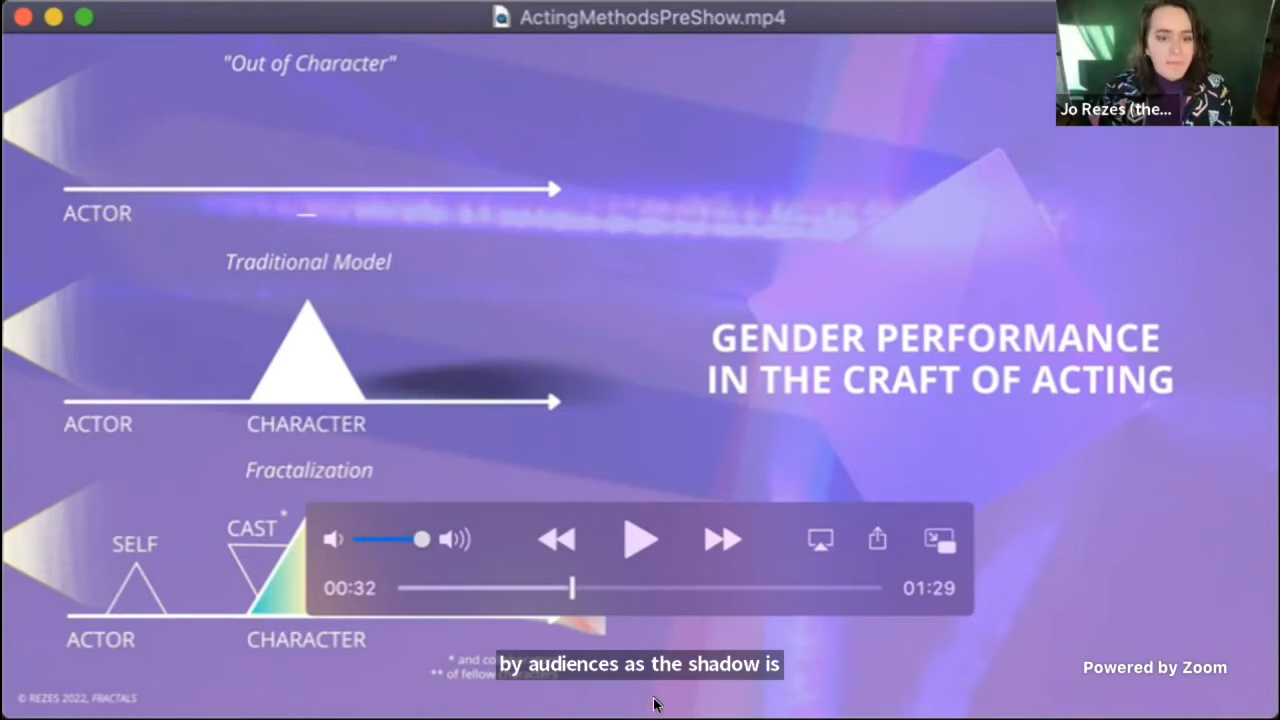 ActingMethodsPreShow.mp4
Jo Rezes (the...
"Out of Character"
ACTOR
—
Traditional Model
ACTOR CHARACTER
GENDER PERFORMANCE
IN THE CRAFT OF ACTING
Fractalization
SELF
CAST*
ACTOR CHARACTER
00:32
01:29
* and co
** of fellow characters
by audiences as the shadow is
Powered by Zoom
© REZES 2022, FRACTALS